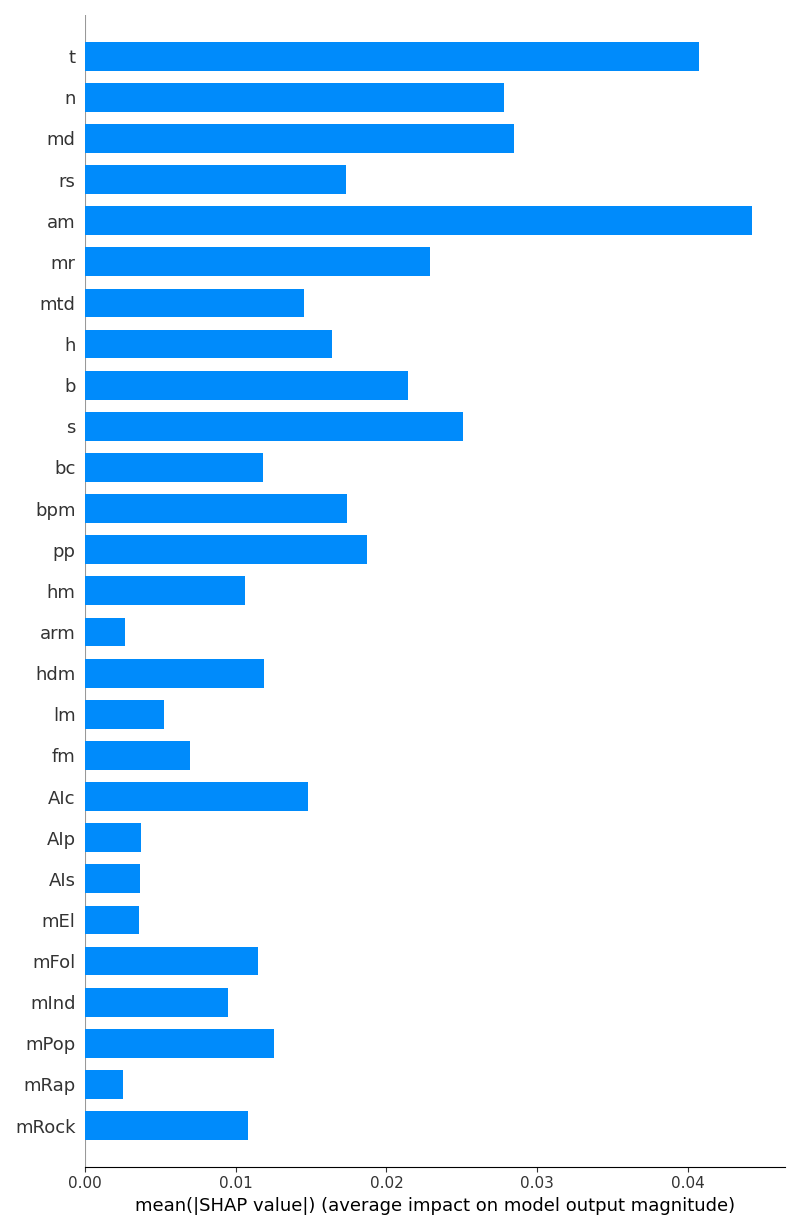 t
n
md
rs
am
mr
mtd
h
b
s
bc
bpm
pp
hm
arm
hdm
lm
fm
AIc
AIp
AIs
mEl
mFol
mInd
mPop
mRap
mRock
0.00 0.01 0.02 0.03 0.04
mean(|SHAP value|) (average impact on model output magnitude)